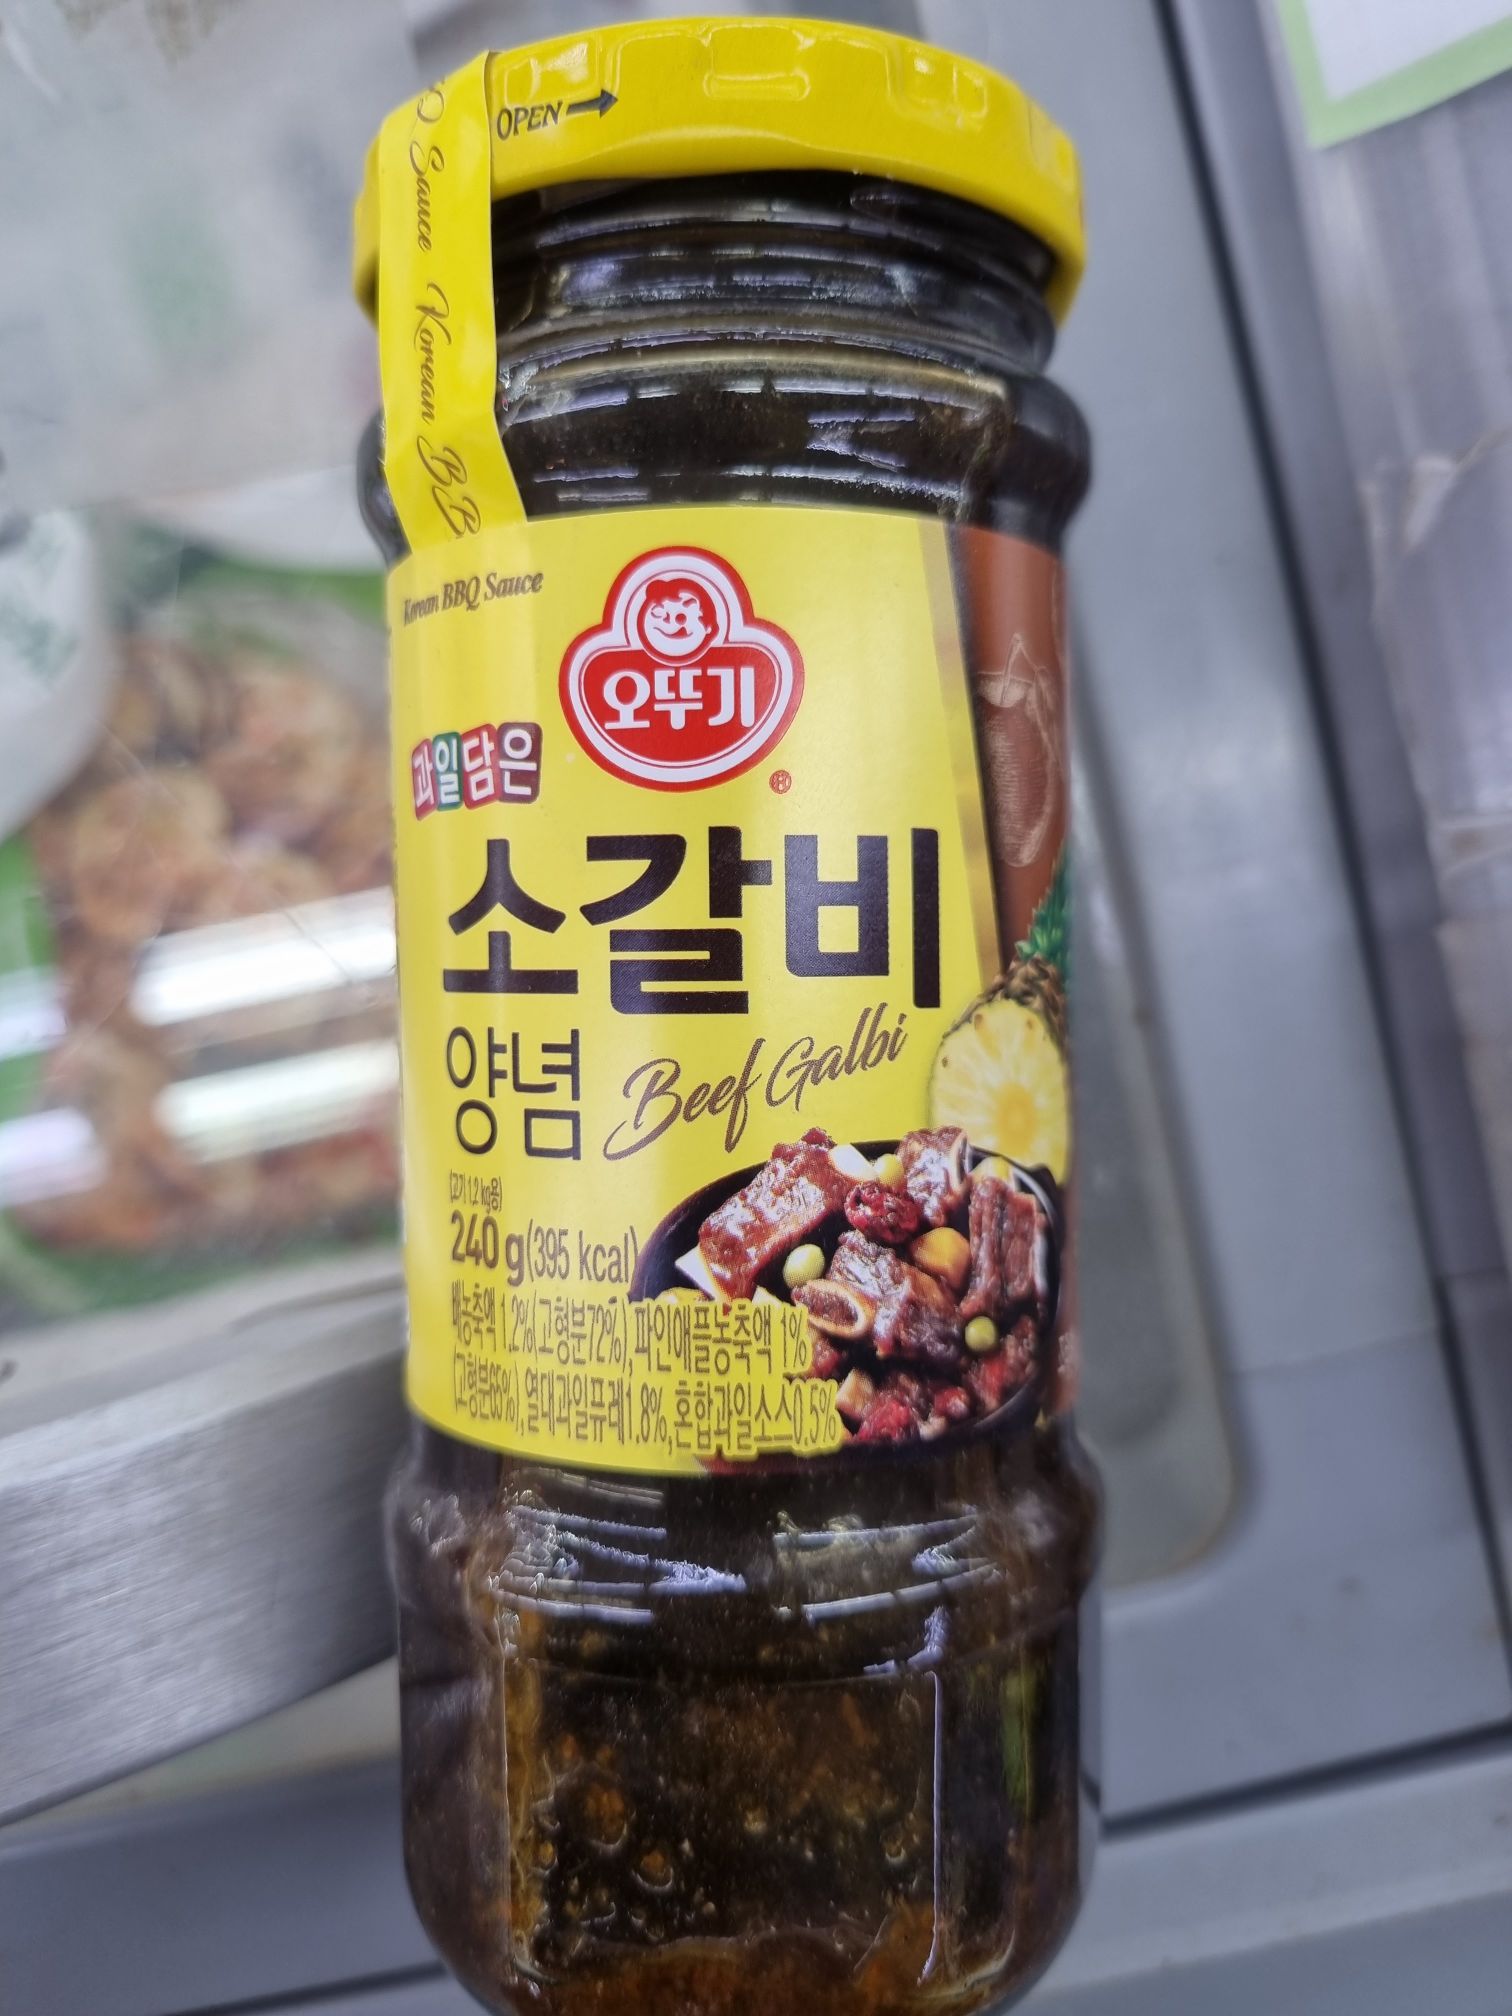 OPEN →
Q Sauce Korean BB
Korean BBQ Sauce
오뚜기
®
과일담은
소갈비
양념
Beef Galbi
(고기 1.2 kg용)
240 g(395 kcal)
배농축액 1.2%(고형분72%), 파인애플농축액 1%
(고형분65%), 열대과일퓨레1.8%, 혼합과일소스0.5%